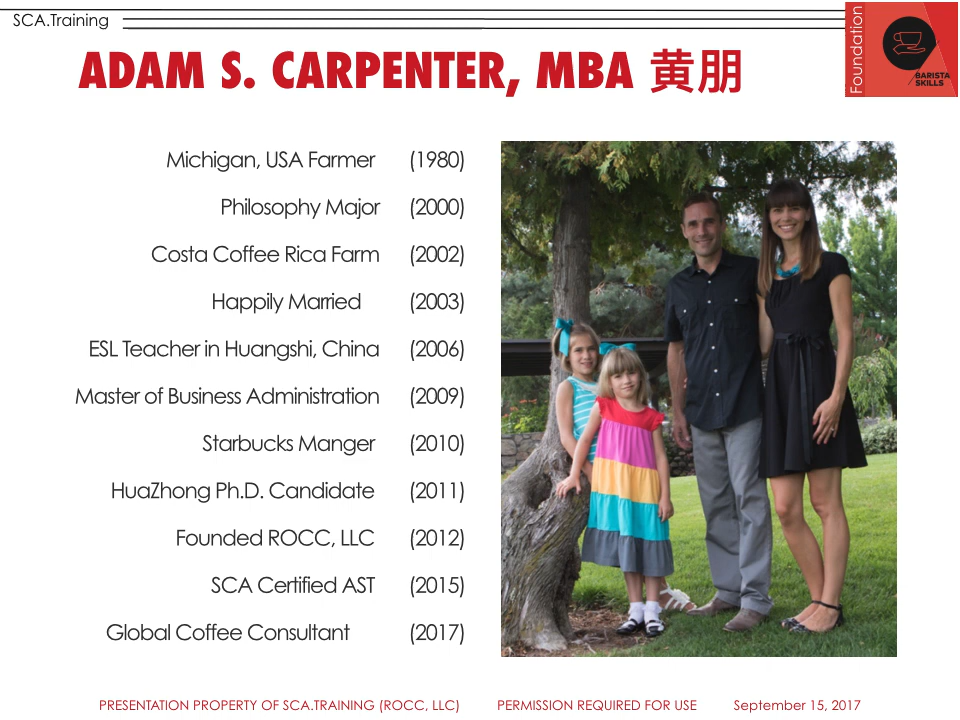 SCA.Training
Foundation
BARISTA
SKILLS
ADAM S. CARPENTER, MBA 黄朋
Michigan, USA Farmer (1980)
Philosophy Major (2000)
Costa Coffee Rica Farm (2002)
Happily Married (2003)
ESL Teacher in Huangshi, China (2006)
Master of Business Administration (2009)
Starbucks Manger (2010)
HuaZhong Ph.D. Candidate (2011)
Founded ROCC, LLC (2012)
SCA Certified AST (2015)
Global Coffee Consultant (2017)
PRESENTATION PROPERTY OF SCA.TRAINING (ROCC, LLC) PERMISSION REQUIRED FOR USE September 15, 2017